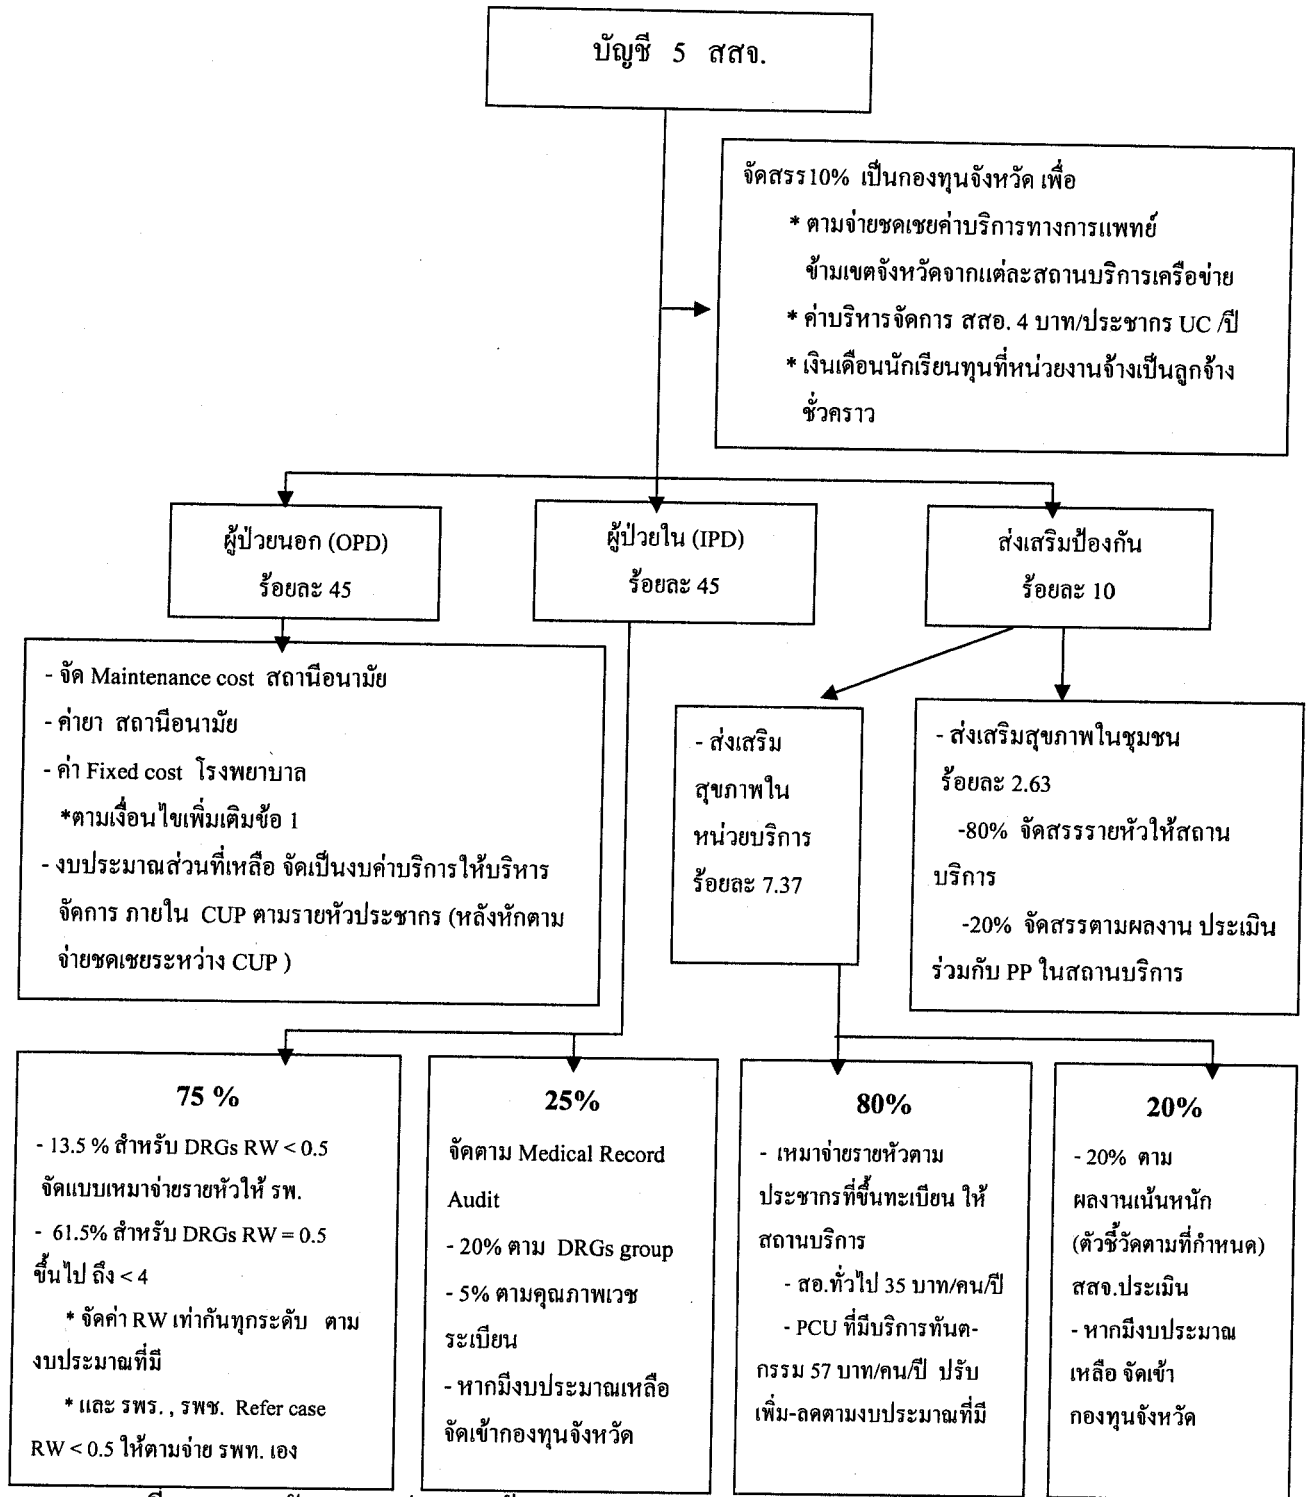 บัญชี 5 สสจ.
จัดสรร10% เป็นกองทุนจังหวัด เพื่อ
* ตามจ่ายชดเชยค่าบริการทางการแพทย์
ข้ามเขตจังหวัดจากแต่ละสถานบริการเครือข่าย
* ค่าบริหารจัดการ สสอ. 4 บาท/ประชากร UC /ปี
* เงินเดือนนักเรียนทุนที่หน่วยงานจ้างเป็นลูกจ้าง
ชั่วคราว
ผู้ป่วยนอก (OPD)
ร้อยละ 45
ผู้ป่วยใน (IPD)
ร้อยละ 45
ส่งเสริมป้องกัน
ร้อยละ 10
- จัด Maintenance cost สถานีอนามัย
- ค่ายา สถานีอนามัย
- ค่า Fixed cost โรงพยาบาล
*ตามเงื่อนไขเพิ่มเติมข้อ 1
- งบประมาณส่วนที่เหลือ จัดเป็นงบค่าบริการให้บริหาร
จัดการ ภายใน CUP ตามรายหัวประชากร (หลังหักตาม
จ่ายชดเชยระหว่าง CUP )
- ส่งเสริม
สุขภาพใน
หน่วยบริการ
ร้อยละ 7.37
- ส่งเสริมสุขภาพในชุมชน
ร้อยละ 2.63
-80% จัดสรรรายหัวให้สถาน
บริการ
-20% จัดสรรตามผลงาน ประเมิน
ร่วมกับ PP ในสถานบริการ
75 %
- 13.5 % สำหรับ DRGs RW < 0.5
จัดแบบเหมาจ่ายรายหัวให้ รพ.
- 61.5% สำหรับ DRGs RW = 0.5
ขึ้นไป ถึง < 4
* จัดค่า RW เท่ากันทุกระดับ ตาม
งบประมาณที่มี
* และ รพร. , รพช. Refer case
RW < 0.5 ให้ตามจ่าย รพท. เอง
25%
จัดตาม Medical Record
Audit
- 20% ตาม DRGs group
- 5% ตามคุณภาพเวช
ระเบียน
- หากมีงบประมาณเหลือ
จัดเข้ากองทุนจังหวัด
80%
- เหมาจ่ายรายหัวตาม
ประชากรที่ขึ้นทะเบียน ให้
สถานบริการ
- สอ.ทั่วไป 35 บาท/คน/ปี
- PCU ที่มีบริการทันต-
กรรม 57 บาท/คน/ปี ปรับ
เพิ่ม-ลดตามงบประมาณที่มี
20%
- 20% ตาม
ผลงานเน้นหนัก
(ตัวชี้วัดตามที่กำหนด)
สสจ.ประเมิน
- หากมีงบประมาณ
เหลือ จัดเข้า
กองทุนจังหวัด